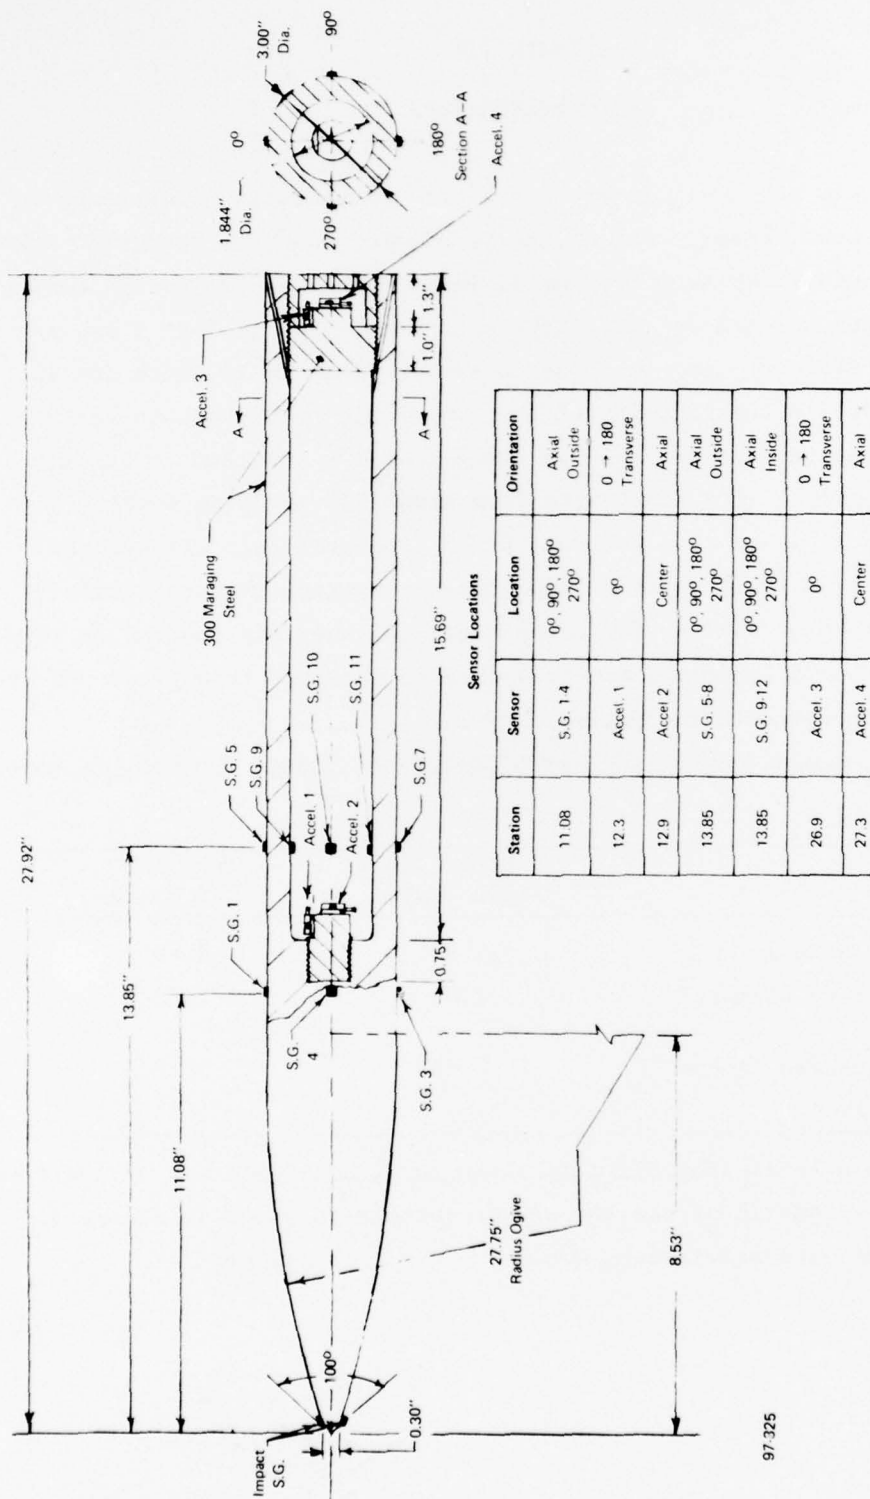 27.92"
13.85"
11.08"
Impact
S.G.
100°
0.30"
27.75"
Radius Ogive
8.53"
S.G. 1
S.G.
4
S.G. 3
0.75"
S.G. 5
S.G. 9
Accel. 1
S.G. 10
Accel. 2
S.G. 11
S.G.7
15.69"
300 Maraging
Steel
A
A
Accel. 3
1.0"
1.3"
1.844"
Dia.
0°
3.00"
Dia.
90°
270°
180°
Section A-A
Accel. 4
Sensor Locations
Station Sensor Location Orientation
11.08 S.G. 1-4 0°, 90°, 180° 270° Axial Outside
12.3 Accel. 1 0° 0 → 180 Transverse
12.9 Accel 2 Center Axial
13.85 S.G. 5-8 0°, 90°, 180° 270° Axial Outside
13.85 S.G. 9-12 0°, 90°, 180° 270° Axial Inside
26.9 Accel. 3 0° 0 → 180 Transverse
27.3 Accel. 4 Center Axial
97-325